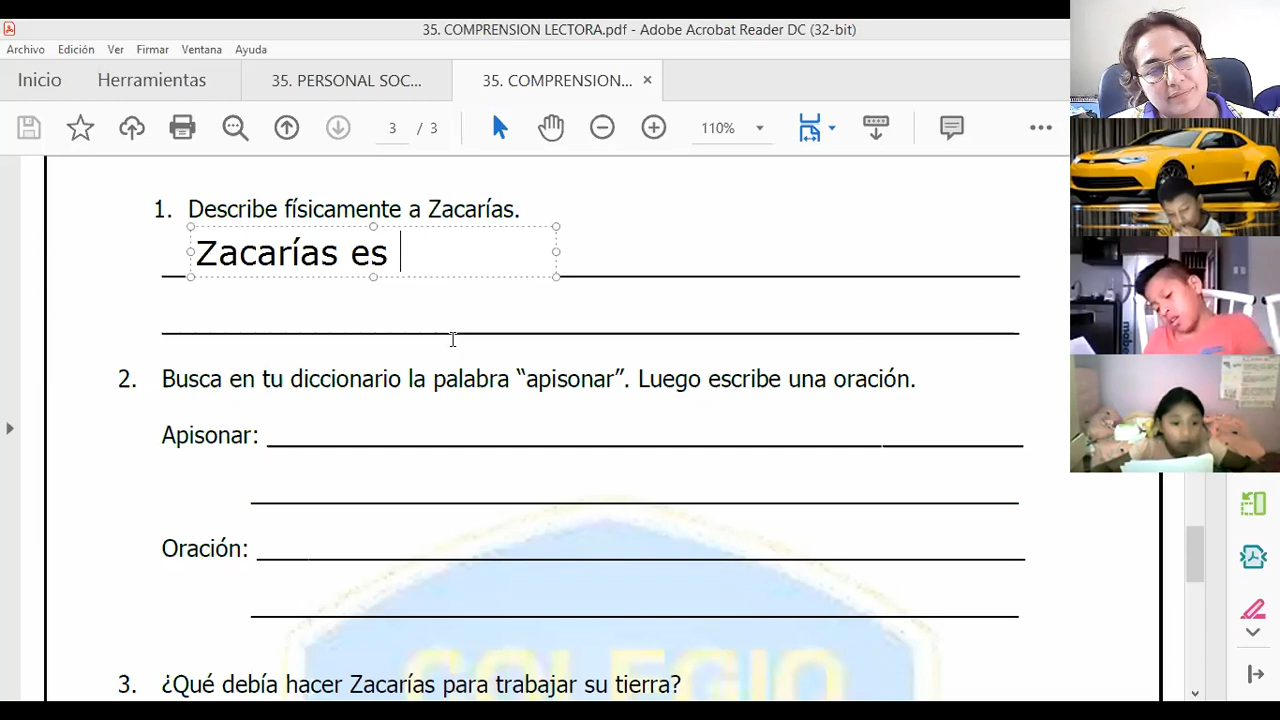 35. COMPRENSION LECTORA.pdf - Adobe Acrobat Reader DC (32-bit)
Archivo Edición Ver Firmar Ventana Ayuda
Inicio Herramientas 35. PERSONAL SOC... 35. COMPRENSION... ×
3 / 3 110%
1. Describe físicamente a Zacarías.
Zacarías es
2. Busca en tu diccionario la palabra “apisonar”. Luego escribe una oración.
Apisonar:
Oración:
3. ¿Qué debía hacer Zacarías para trabajar su tierra?
COLEGIO